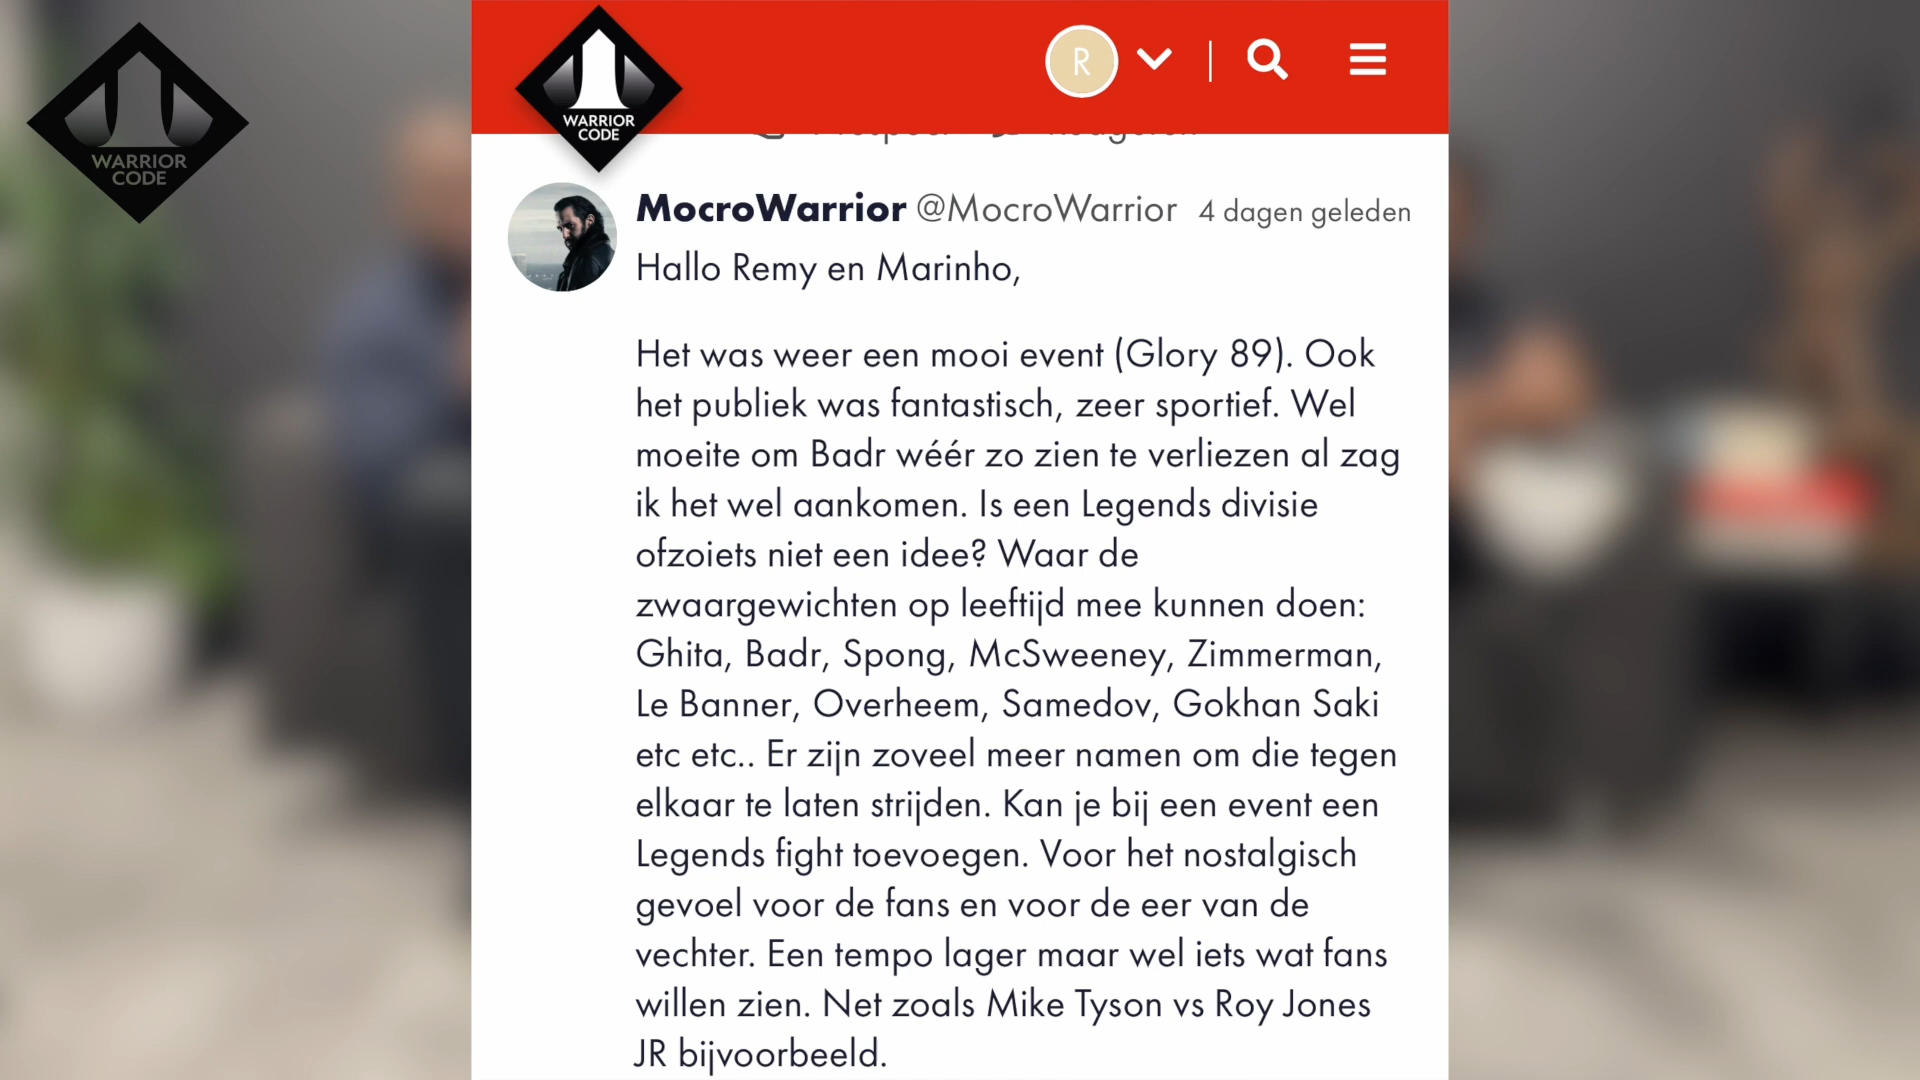 WARRIOR
CODE
WARRIOR
CODE
R
MocroWarrior @MocroWarrior 4 dagen geleden
Hallo Remy en Marinho,
Het was weer een mooi event (Glory 89). Ook
het publiek was fantastisch, zeer sportief. Wel
moeite om Badr wéér zo zien te verliezen al zag
ik het wel aankomen. Is een Legends divisie
ofzoiets niet een idee? Waar de
zwaargewichten op leeftijd mee kunnen doen:
Ghita, Badr, Spong, McSweeney, Zimmerman,
Le Banner, Overheem, Samedov, Gokhan Saki
etc etc.. Er zijn zoveel meer namen om die tegen
elkaar te laten strijden. Kan je bij een event een
Legends fight toevoegen. Voor het nostalgisch
gevoel voor de fans en voor de eer van de
vechter. Een tempo lager maar wel iets wat fans
willen zien. Net zoals Mike Tyson vs Roy Jones
JR bijvoorbeeld.